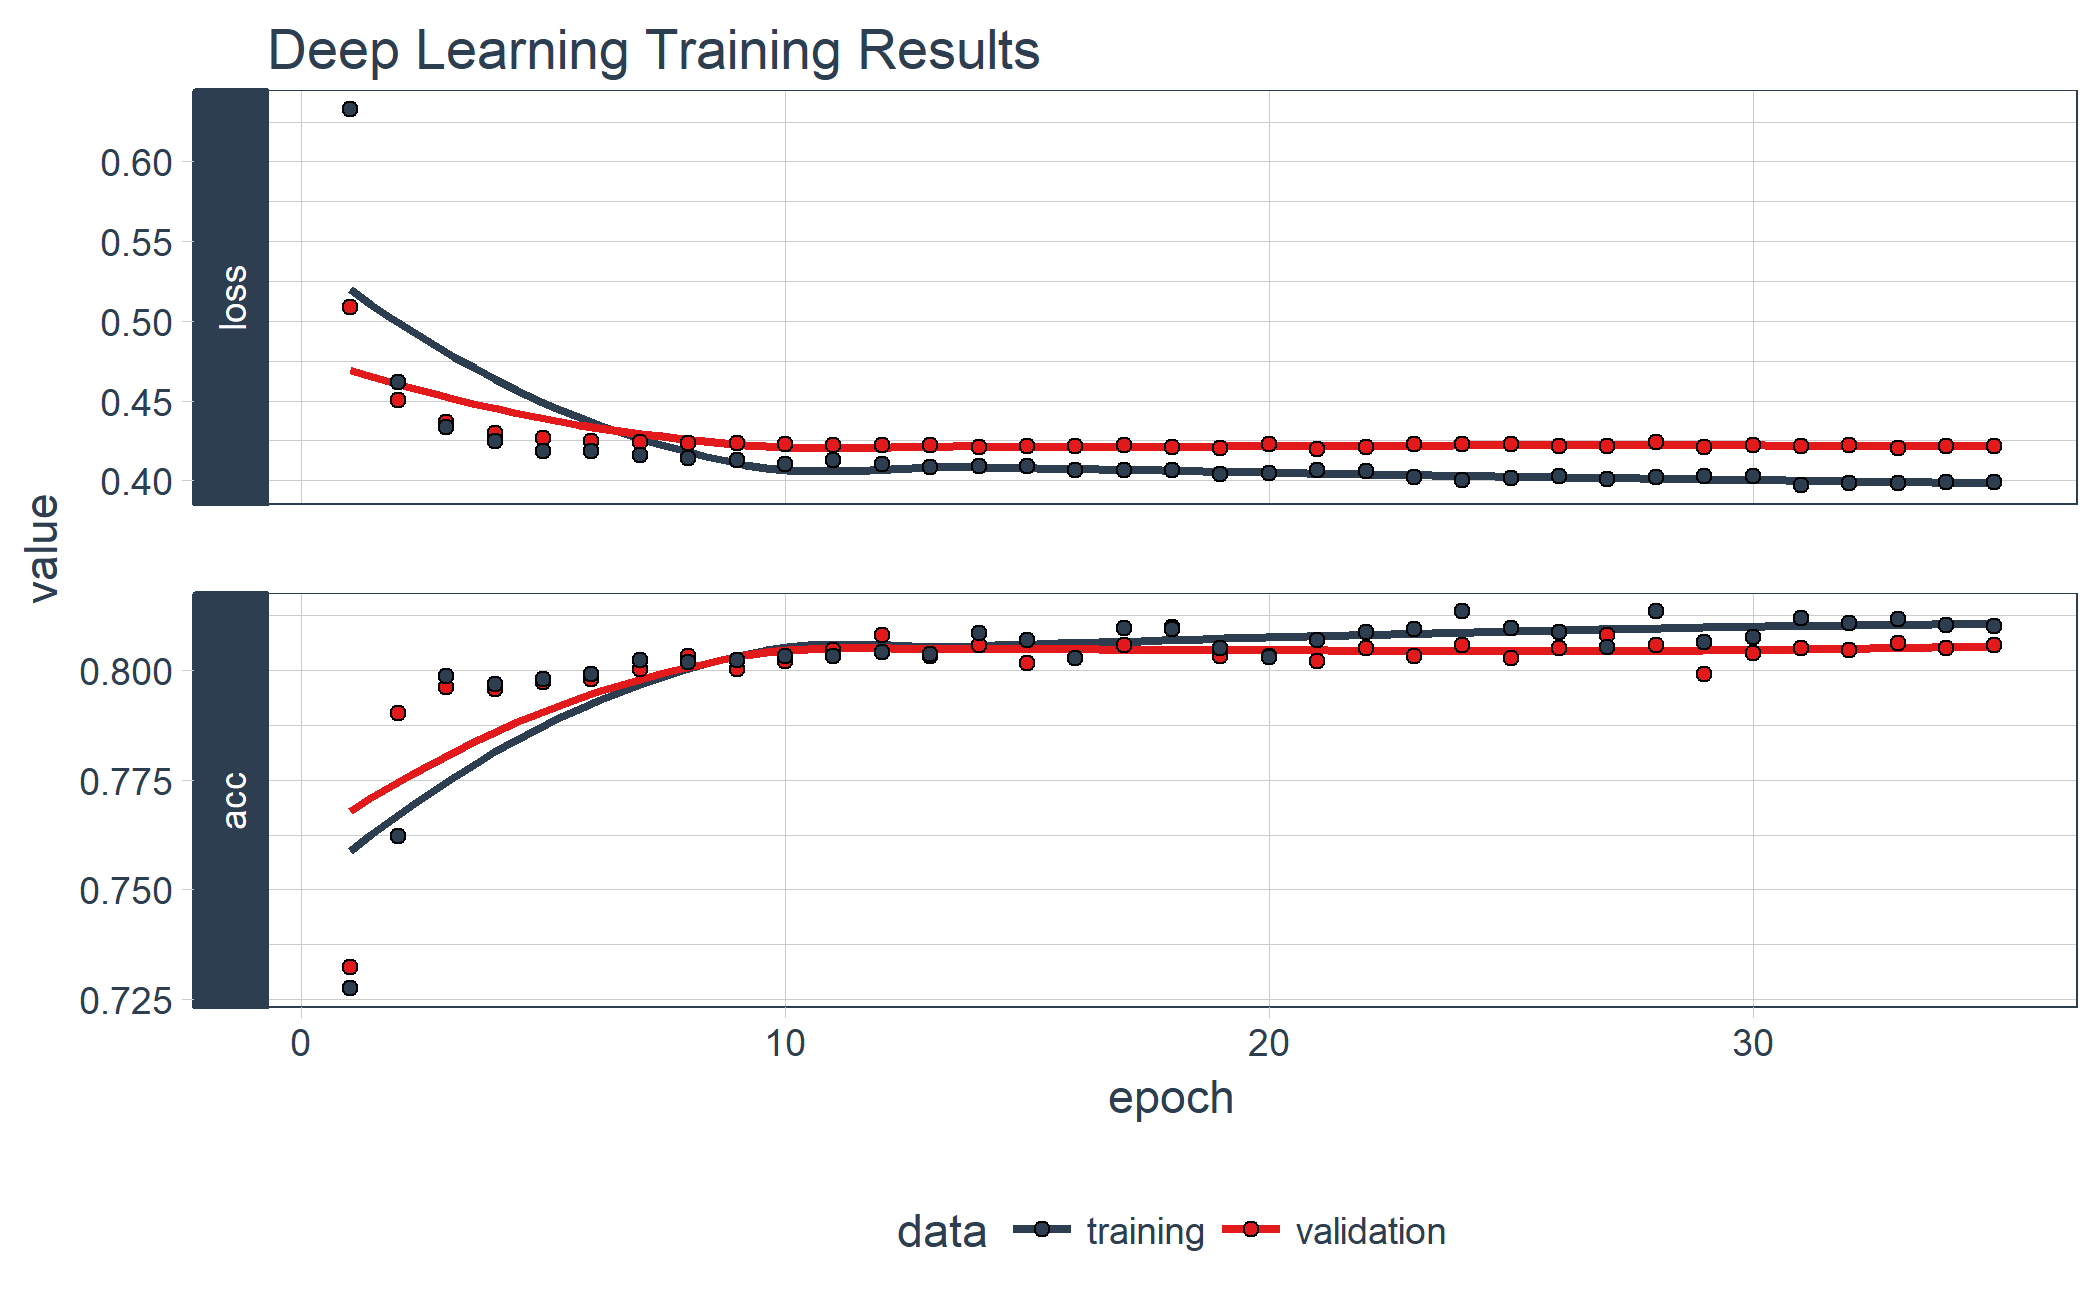 Deep Learning Training Results
value
loss
0.60
0.55
0.50
0.45
0.40
acc
0.800
0.775
0.750
0.725
0 10 20 30
epoch
data training validation